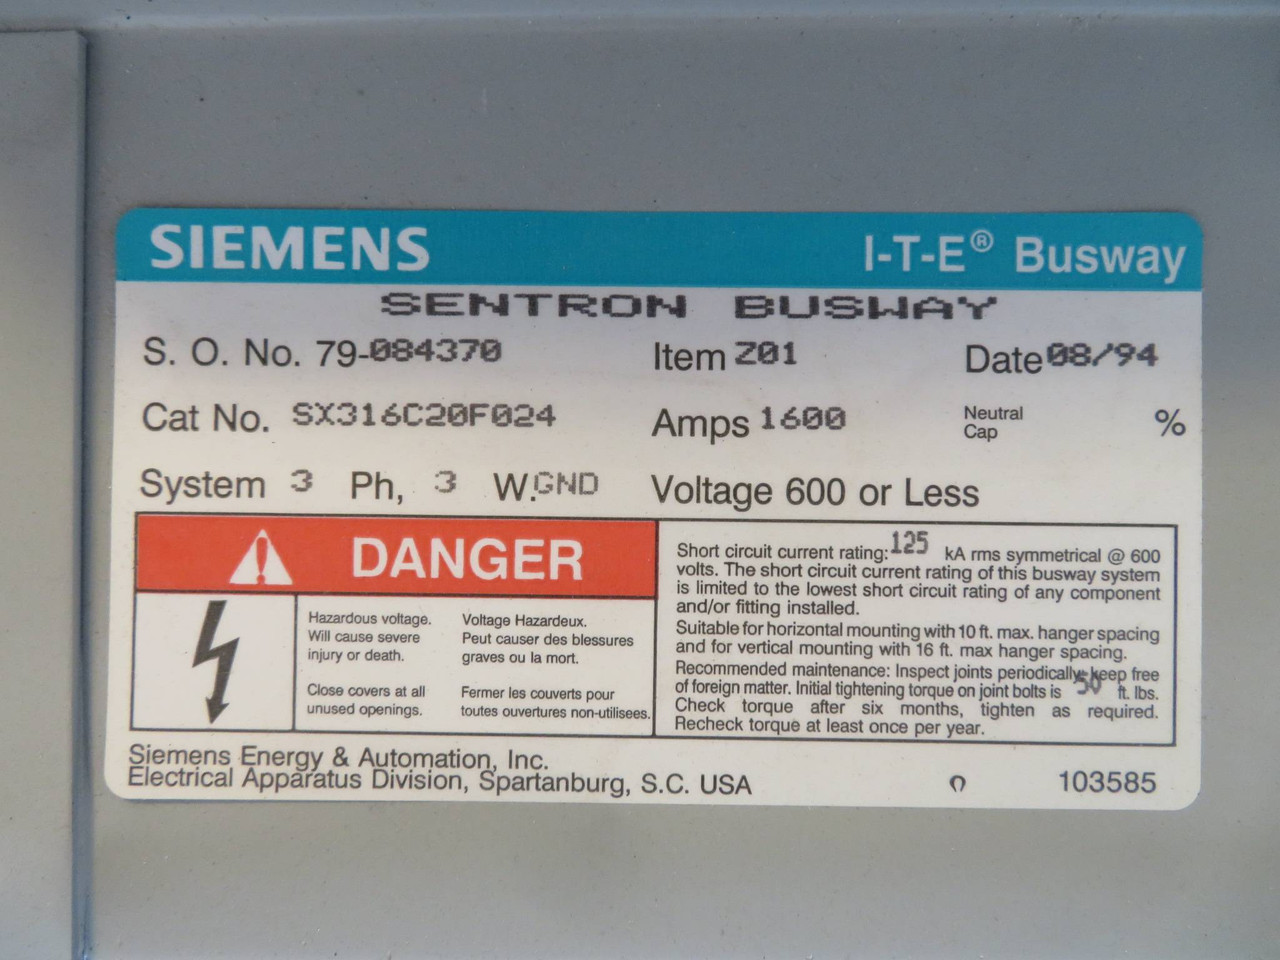 SIEMENS I-T-E® Busway
SENTRON BUSWAY
S. O. No. 79-084370 Item Z01 Date 08/94
Cat No. SX316C20F024 Amps 1600 Neutral Cap %
System 3 Ph, 3 W.GND Voltage 600 or Less
DANGER
Hazardous voltage.
Will cause severe
injury or death.
Close covers at all
unused openings.
Voltage Hazardeux.
Peut causer des blessures
graves ou la mort.
Fermer les couverts pour
toutes ouvertures non-utilisees.
Short circuit current rating: 125 kA rms symmetrical @ 600
volts. The short circuit current rating of this busway system
is limited to the lowest short circuit rating of any component
and/or fitting installed.
Suitable for horizontal mounting with 10 ft. max. hanger spacing
and for vertical mounting with 16 ft. max hanger spacing.
Recommended maintenance: Inspect joints periodically, keep free
of foreign matter. Initial tightening torque on joint bolts is 50 ft. lbs.
Check torque after six months, tighten as required.
Recheck torque at least once per year.
Siemens Energy & Automation, Inc.
Electrical Apparatus Division, Spartanburg, S.C. USA
103585